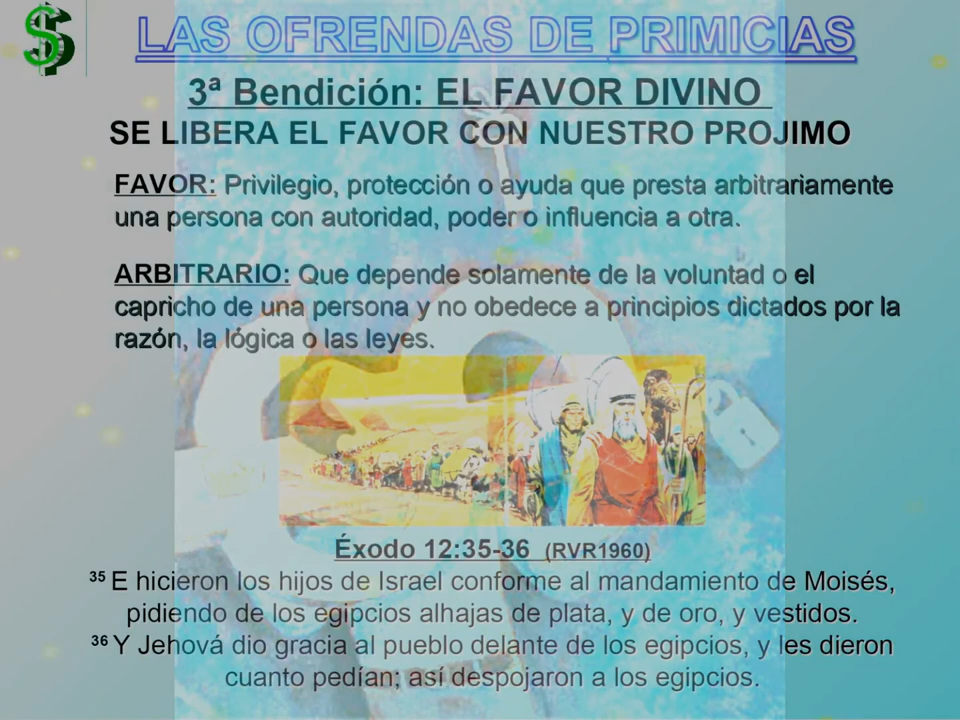 LAS OFRENDAS DE PRIMICIAS
3ª Bendición: EL FAVOR DIVINO
SE LIBERA EL FAVOR CON NUESTRO PROJIMO
FAVOR: Privilegio, protección o ayuda que presta arbitrariamente
una persona con autoridad, poder o influencia a otra.
ARBITRARIO: Que depende solamente de la voluntad o el
capricho de una persona y no obedece a principios dictados por la
razón, la lógica o las leyes.
Éxodo 12:35-36 (RVR1960)
35 E hicieron los hijos de Israel conforme al mandamiento de Moisés,
pidiendo de los egipcios alhajas de plata, y de oro, y vestidos.
36 Y Jehová dio gracia al pueblo delante de los egipcios, y les dieron
cuanto pedían; así despojaron a los egipcios.